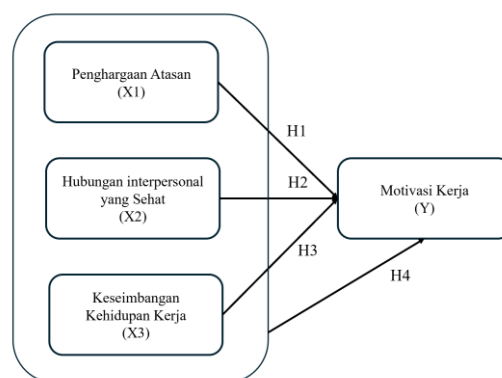 Penghargaan Atasan
(X1)
H1
Hubungan interpersonal
yang Sehat
(X2)
H2
Motivasi Kerja
(Y)
H3
Keseimbangan
Kehidupan Kerja
(X3)
H4